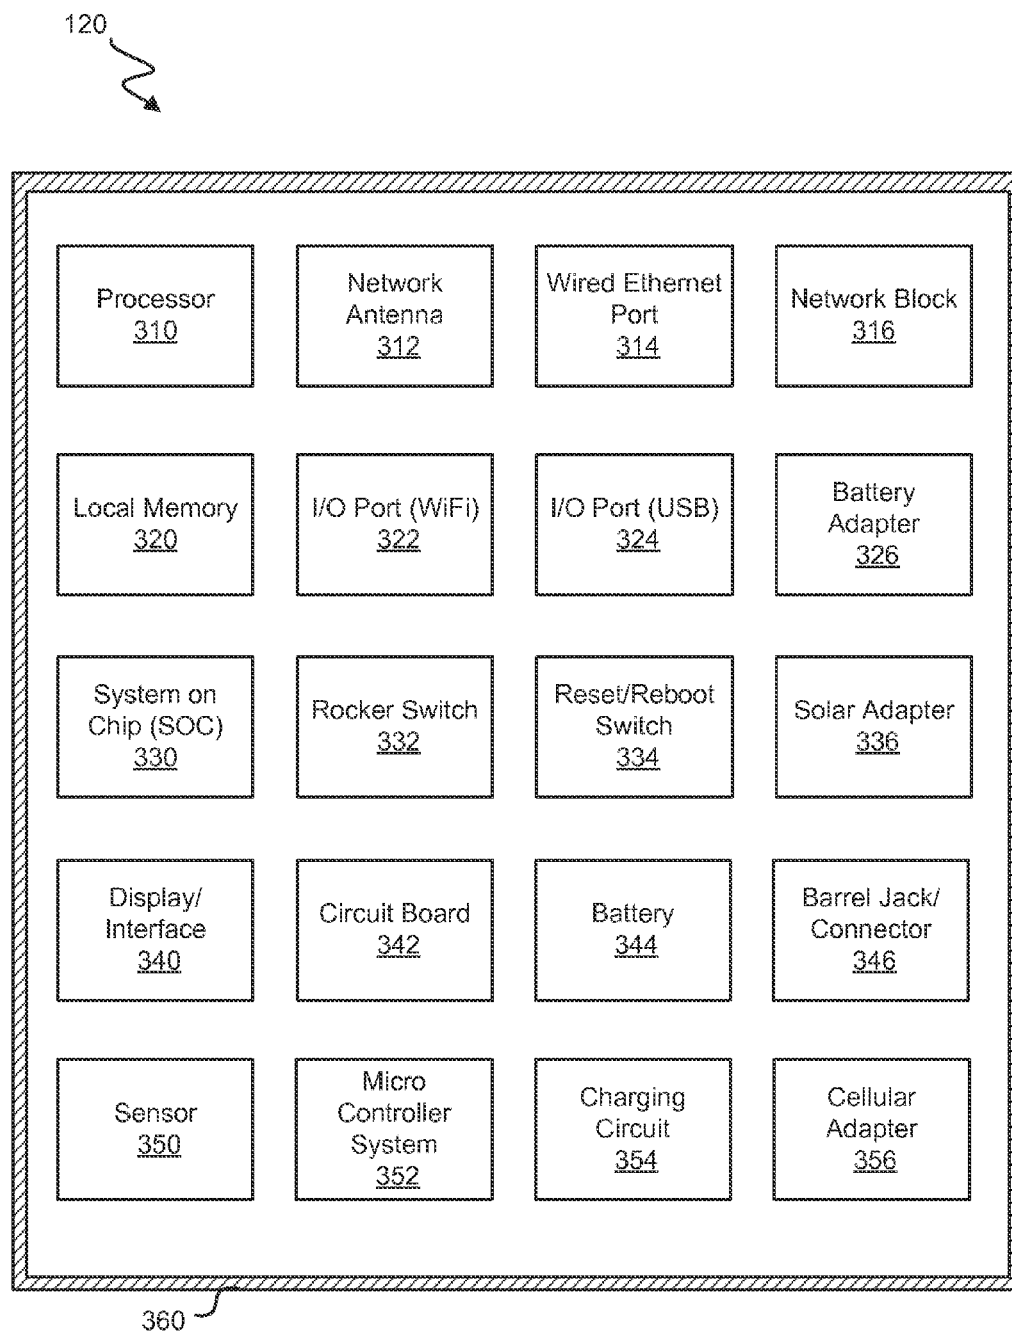 120
Processor
310
Network
Antenna
312
Wired Ethernet
Port
314
Network Block
316
Local Memory
320
I/O Port (WiFi)
322
I/O Port (USB)
324
Battery
Adapter
326
System on
Chip (SOC)
330
Rocker Switch
332
Reset/Reboot
Switch
334
Solar Adapter
336
Display/
Interface
340
Circuit Board
342
Battery
344
Barrel Jack/
Connector
346
Sensor
350
Micro
Controller
System
352
Charging
Circuit
354
Cellular
Adapter
356
360